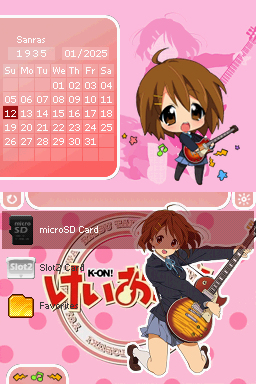 Sanras
1935 01/2025
Su Mo Tu We Th Fr Sa
01 02 03 04
05 06 07 08 09 10 11
12 13 14 15 16 17 18
19 20 21 22 23 24 25
26 27 28 29 30 31
micro SD
microSD Card
Slot2
Slot2 Card
K-ON!
けいおん!
Favorites